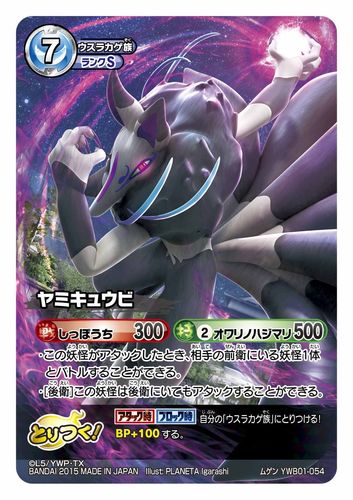 7
ウスラカゲ族
ランクS
ヤミキュウビ
しっぽうち 300
2 オワリノハジマリ 500
・この妖怪がアタックしたとき、相手の前衛にいる妖怪1体
とバトルすることができる。
・[後衛]この妖怪は後衛にいてもアタックすることができる。
とりつく!
アタック時 ブロック時 自分の「ウスラカゲ族」にとりつける!
BP+100 する。
©L5/YWP・TX
BANDAI 2015 MADE IN JAPAN Illust: PLANETA Igarashi
ムゲン YWB01-054